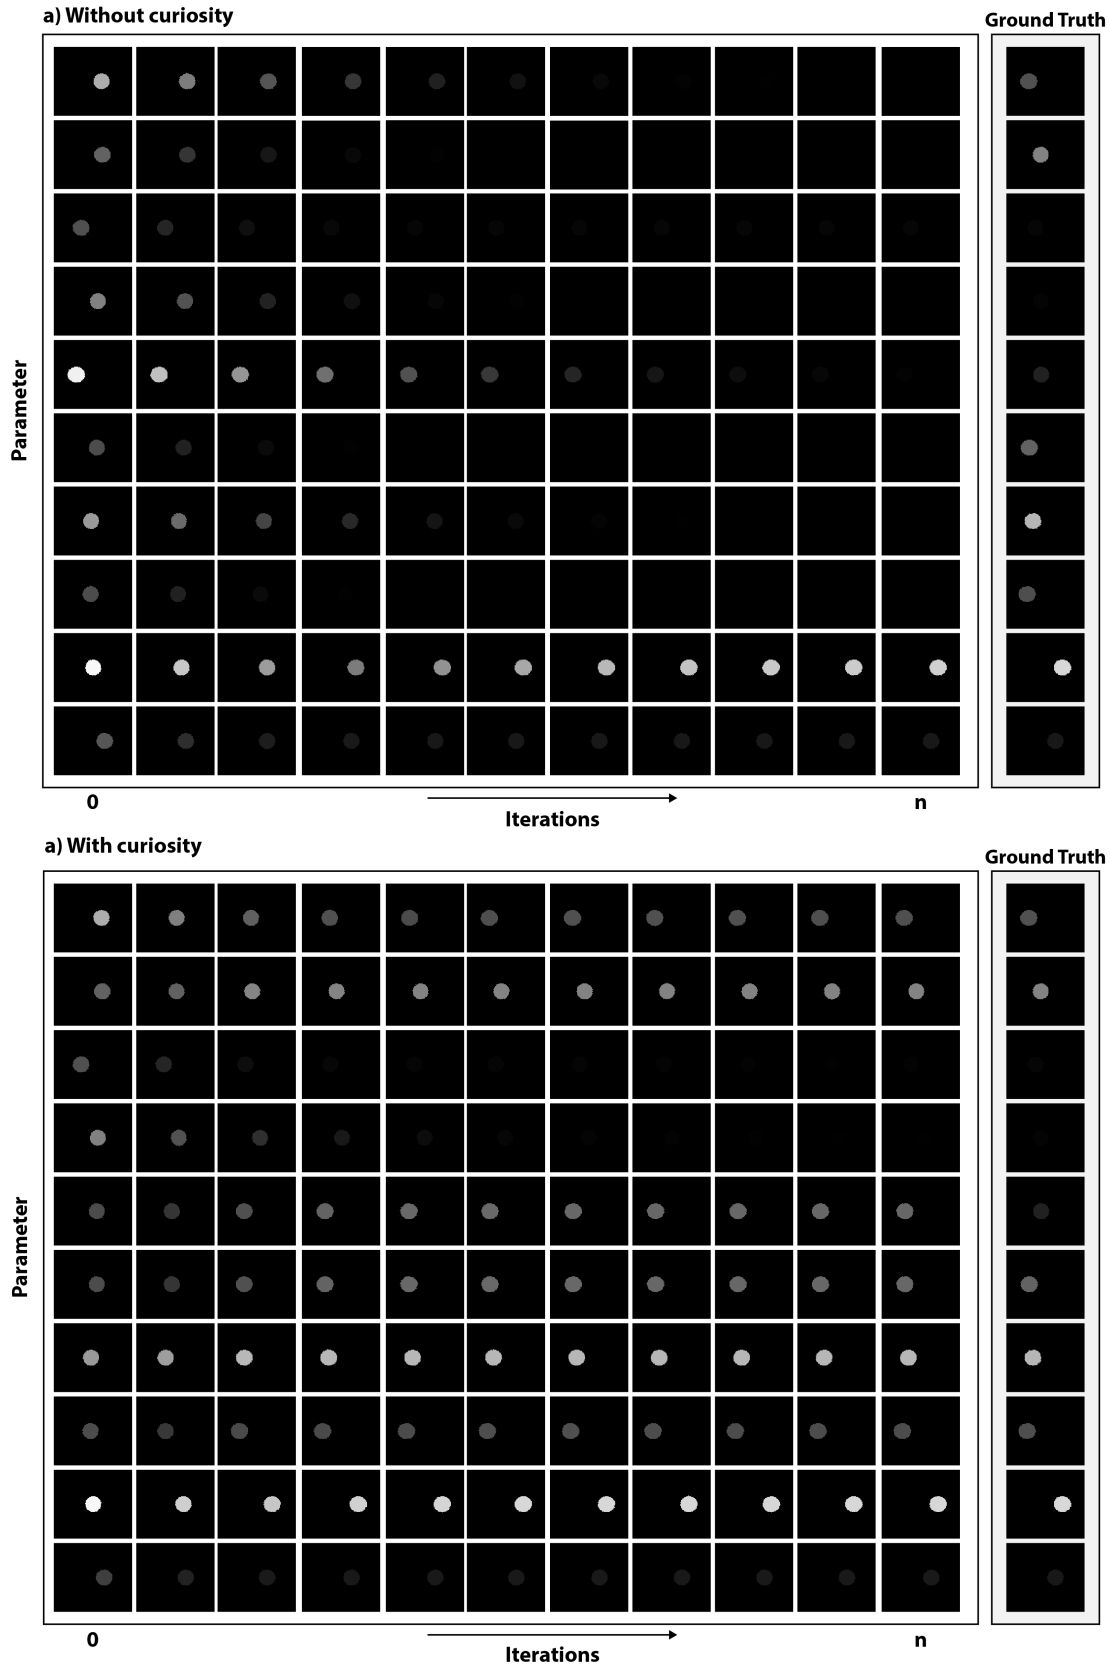 a) Without curiosity
Ground Truth
Parameter
0
n
Iterations
a) With curiosity
Ground Truth
Parameter
0
n
Iterations